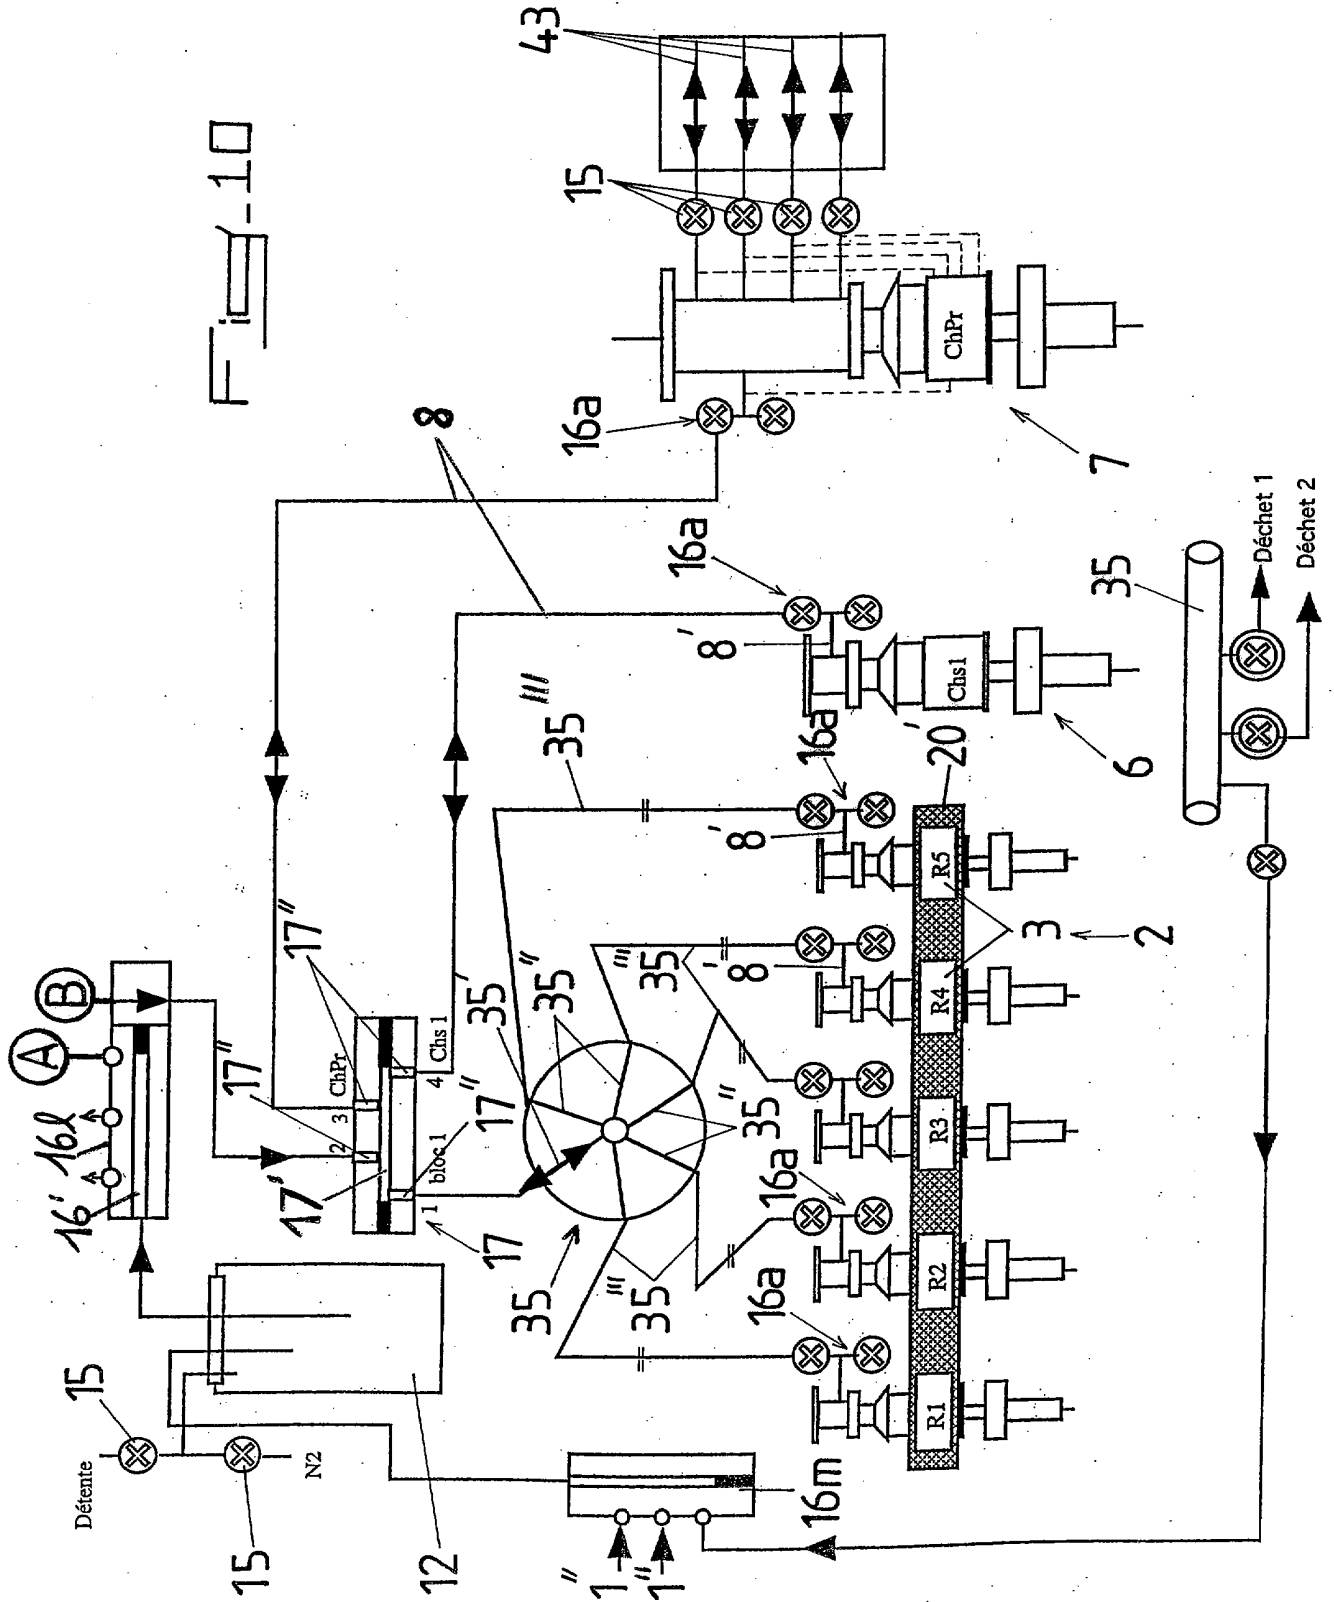 Fig-10
43
15
8
16a
7
ChPr
16a
8'
Chs1
6
35
Déchet 1
Déchet 2
35'''
16a
20'
8'
R5
3
2
8'
R4
R3
R2
R1
B
A
17''
17''
16l
16'
ChPr
3
2
Chs 1
4
bloc 1
1
17'
17''
17
35'
35''
35'''
35''
35
35'''
16a
16a
15
Détente
N2
15
12
16m
1''
1''